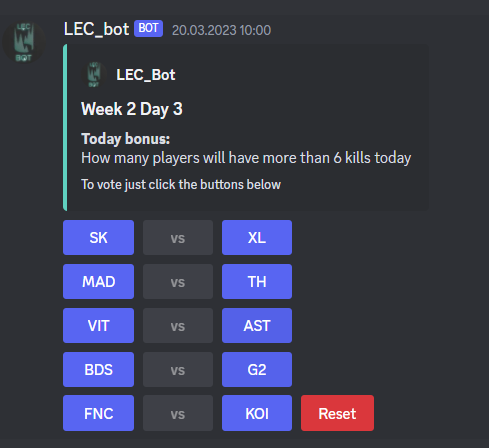 LEC_bot BOT 20.03.2023 10:00
LEC
BOT
LEC_Bot
Week 2 Day 3
Today bonus:
How many players will have more than 6 kills today
To vote just click the buttons below
SK vs XL
MAD vs TH
VIT vs AST
BDS vs G2
FNC vs KOI Reset